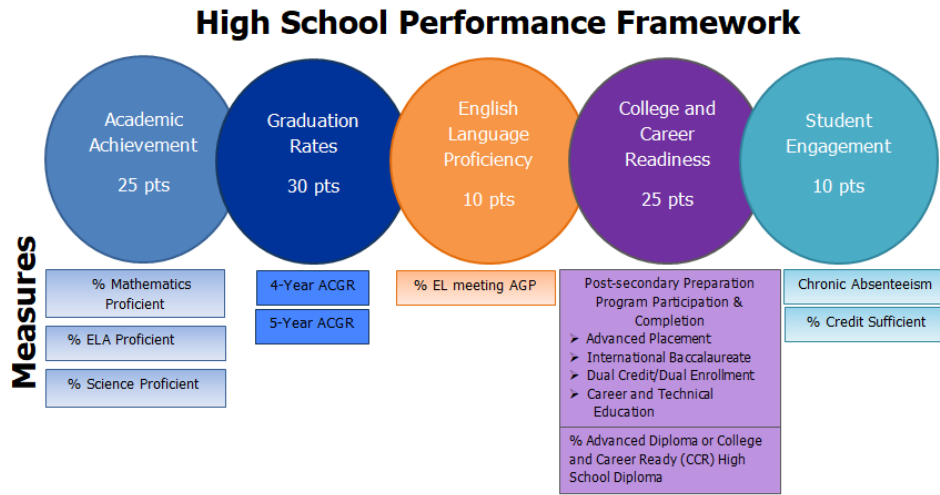 High School Performance Framework
Academic
Achievement
25 pts
Graduation
Rates
30 pts
English
Language
Proficiency
10 pts
College and
Career
Readiness
25 pts
Student
Engagement
10 pts
Measures
% Mathematics
Proficient
% ELA Proficient
% Science Proficient
4-Year ACGR
5-Year ACGR
% EL meeting AGP
Post-secondary Preparation
Program Participation &
Completion
➢ Advanced Placement
➢ International Baccalaureate
➢ Dual Credit/Dual Enrollment
➢ Career and Technical
Education
% Advanced Diploma or College
and Career Ready (CCR) High
School Diploma
Chronic Absenteeism
% Credit Sufficient